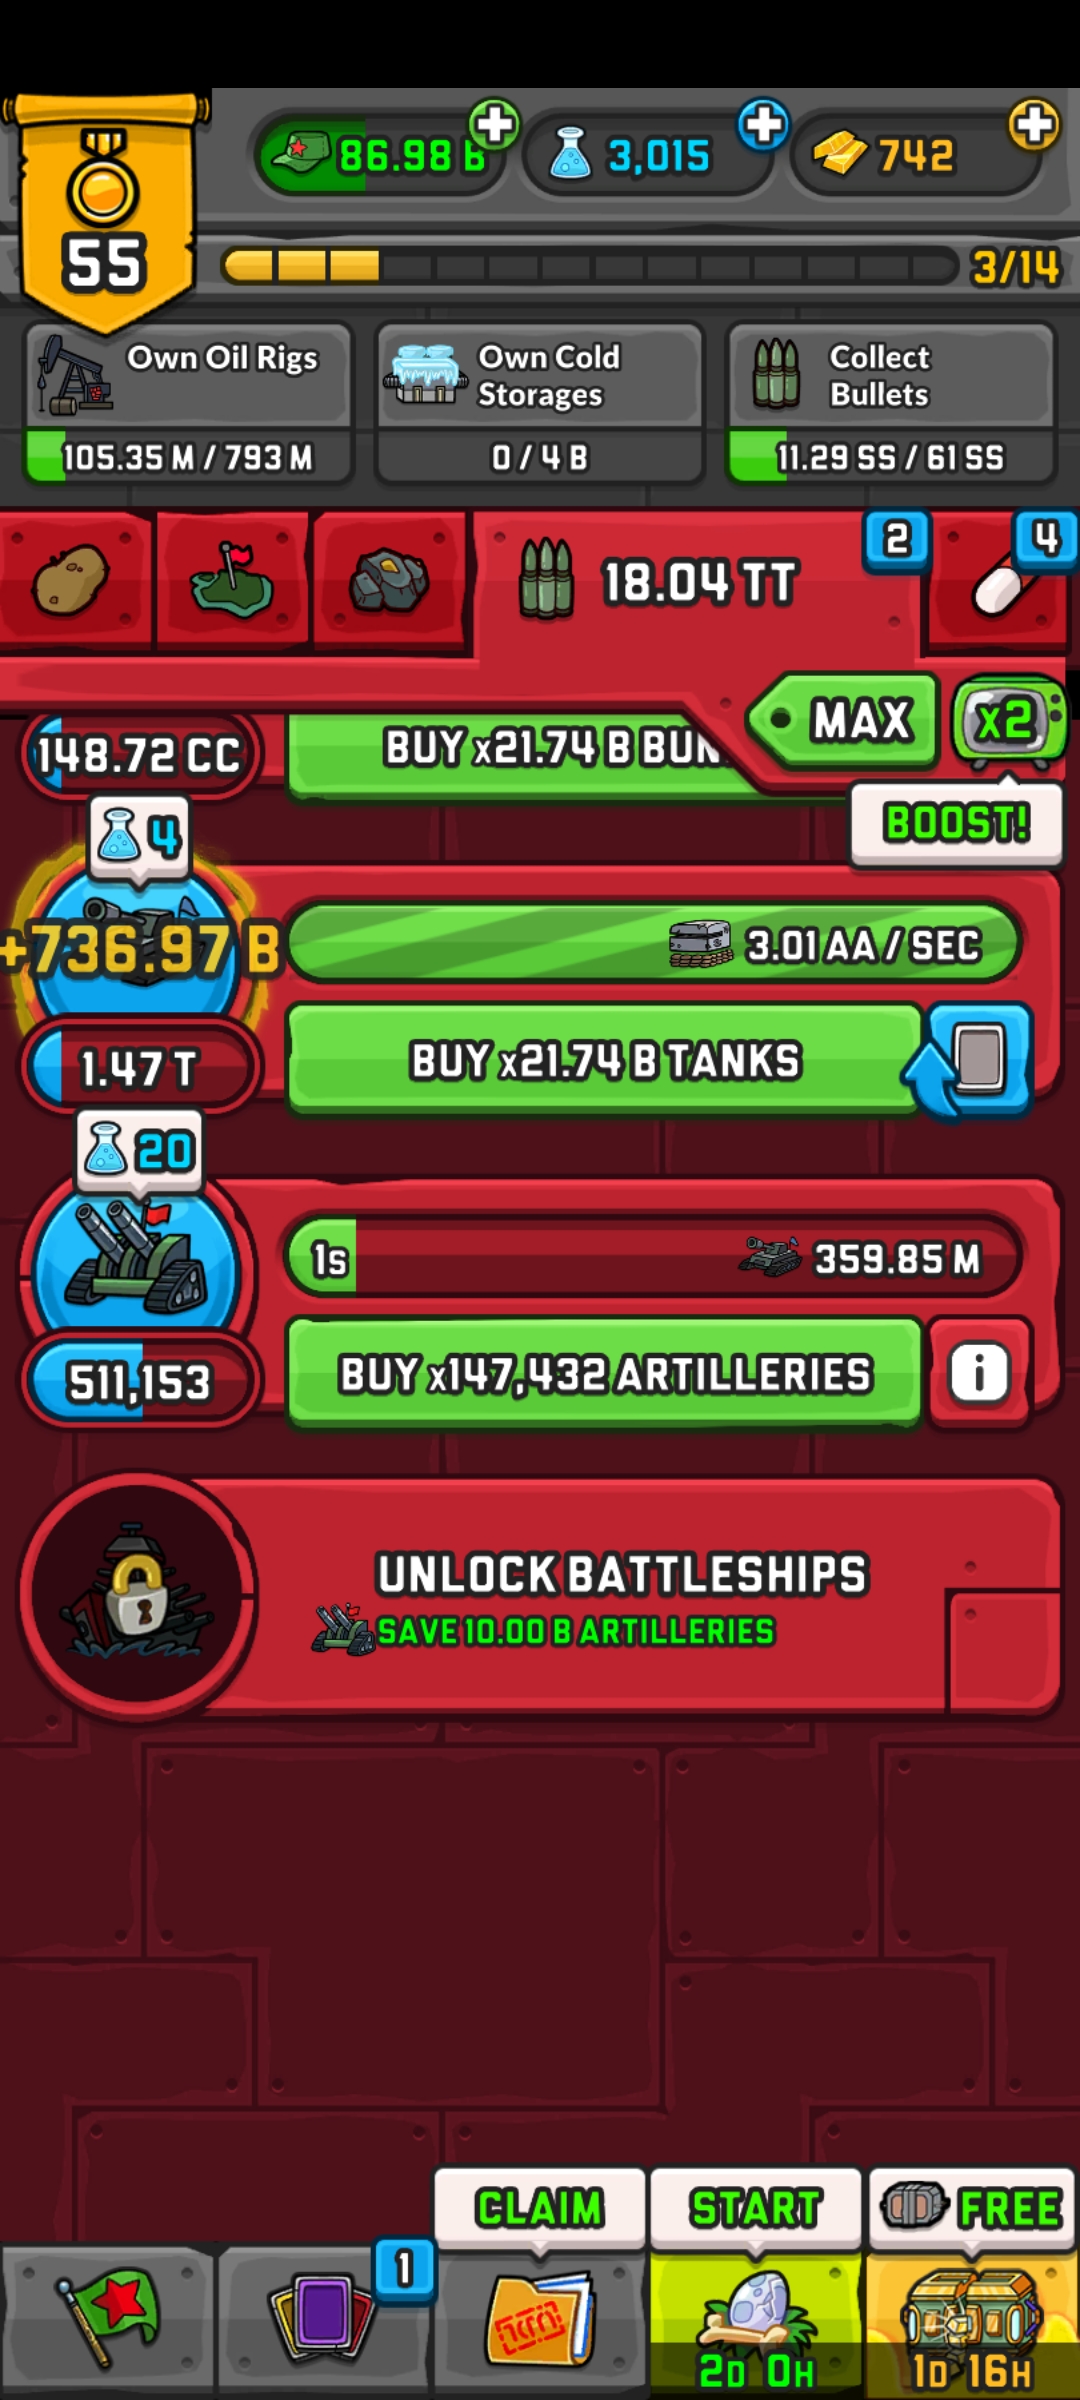 86.98 B
3,015
742
55
3/14
Own Oil Rigs
105.35 M / 793 M
Own Cold
Storages
0 / 4 B
Collect
Bullets
11.29 SS / 61 SS
18.04 TT
2
4
MAX
x2
BOOST!
148.72 CC
BUY x21.74 B BUN
4
+736.97 B
3.01 AA / SEC
1.47 T
BUY x21.74 B TANKS
20
1s
359.85 M
511,153
BUY x147,432 ARTILLERIES
i
UNLOCK BATTLESHIPS
SAVE 10.00 B ARTILLERIES
CLAIM
START
FREE
1
2D 0H
1D 16H